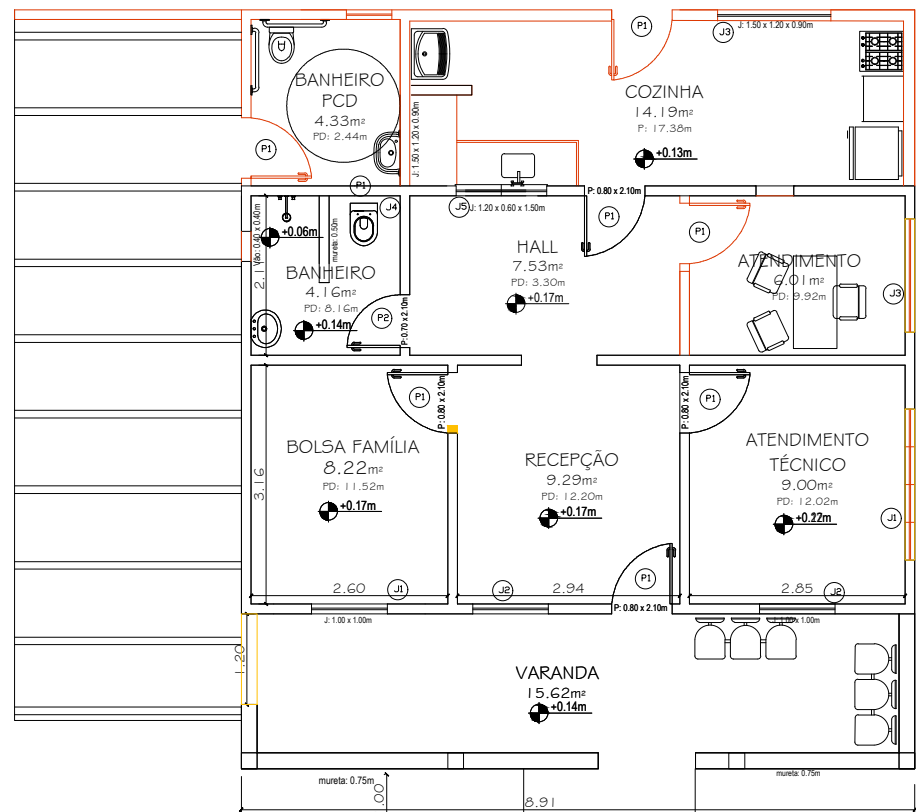 J: 1.50 x 1.20 x 0.90m
P1
J3
BANHEIRO
PCD
4.33m²
PD: 2.44m
P1
J: 1.50 x 1.20 x 0.90m
COZINHA
14.19m²
P: 17.38m
+0.13m
P1
J4
J5
J: 1.20 x 0.60 x 1.50m
P: 0.80 x 2.10m
P1
P1
Vão: 0.40 x 0.40m
+0.06m
mureta: 0.50m
BANHEIRO
4.16m²
PD: 8.16m
+0.14m
P2
P: 0.70 x 2.10m
HALL
7.53m²
PD: 3.30m
+0.17m
ATENDIMENTO
6.01m²
PD: 9.92m
J3
P1
P: 0.80 x 2.10m
P: 0.80 x 2.10m
P1
BOLSA FAMÍLIA
8.22m²
PD: 11.52m
+0.17m
3.16
RECEPÇÃO
9.29m²
PD: 12.20m
+0.17m
ATENDIMENTO
TÉCNICO
9.00m²
PD: 12.02m
J1
2.60
J1
J2
2.94
P1
2.85
J2
J: 1.00 x 1.00m
P: 0.80 x 2.10m
J: 1.00 x 1.00m
1.20
VARANDA
15.62m²
+0.14m
mureta: 0.75m
mureta: 0.75m
8.91